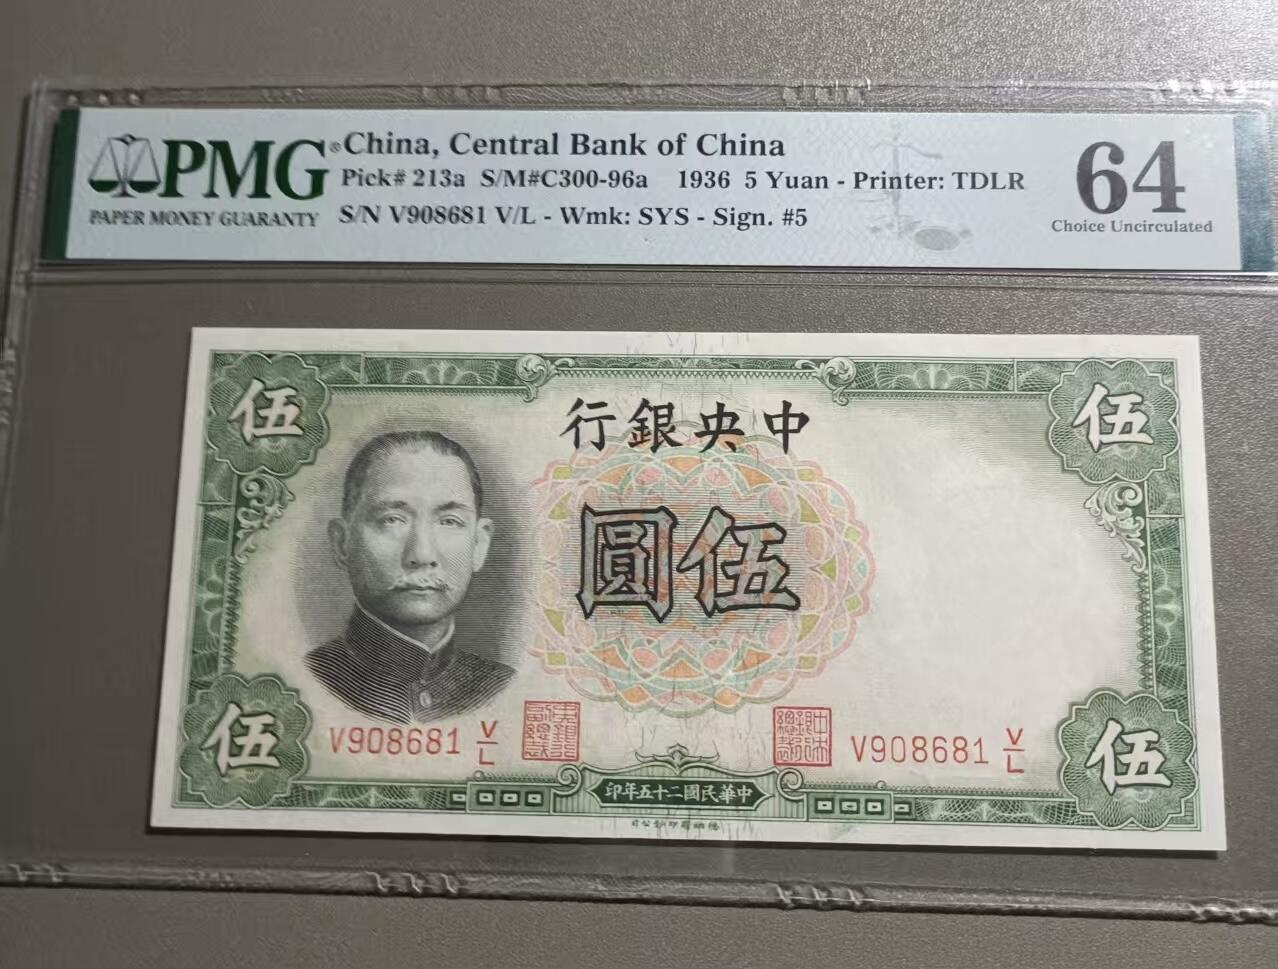 PMG® China, Central Bank of China
PAPER MONEY GUARANTY
Pick# 213a S/M#C300-96a 1936 5 Yuan - Printer: TDLR
S/N V908681 V/L - Wmk: SYS - Sign. #5
64
Choice Uncirculated
伍 伍
行銀央中
圓伍
V908681 V/L V908681 V/L
伍 伍
印年五十二國民華中